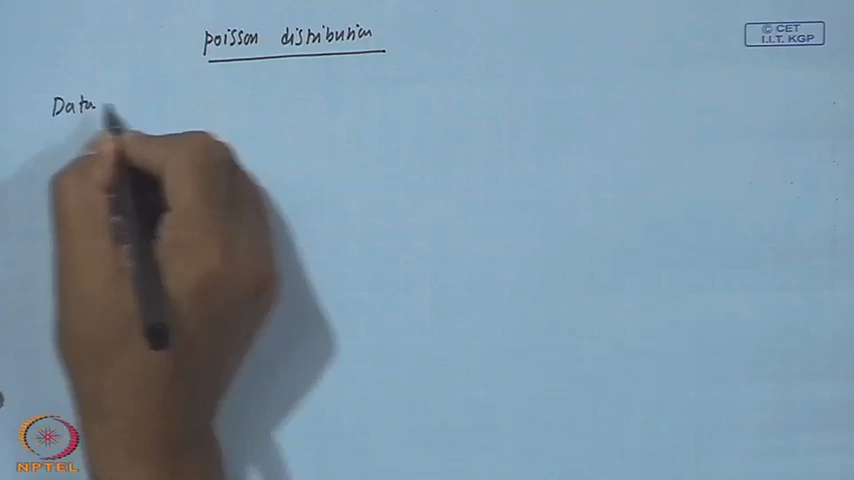 poisson distribution
© CET
I.I.T. KGP
Data
NPTEL